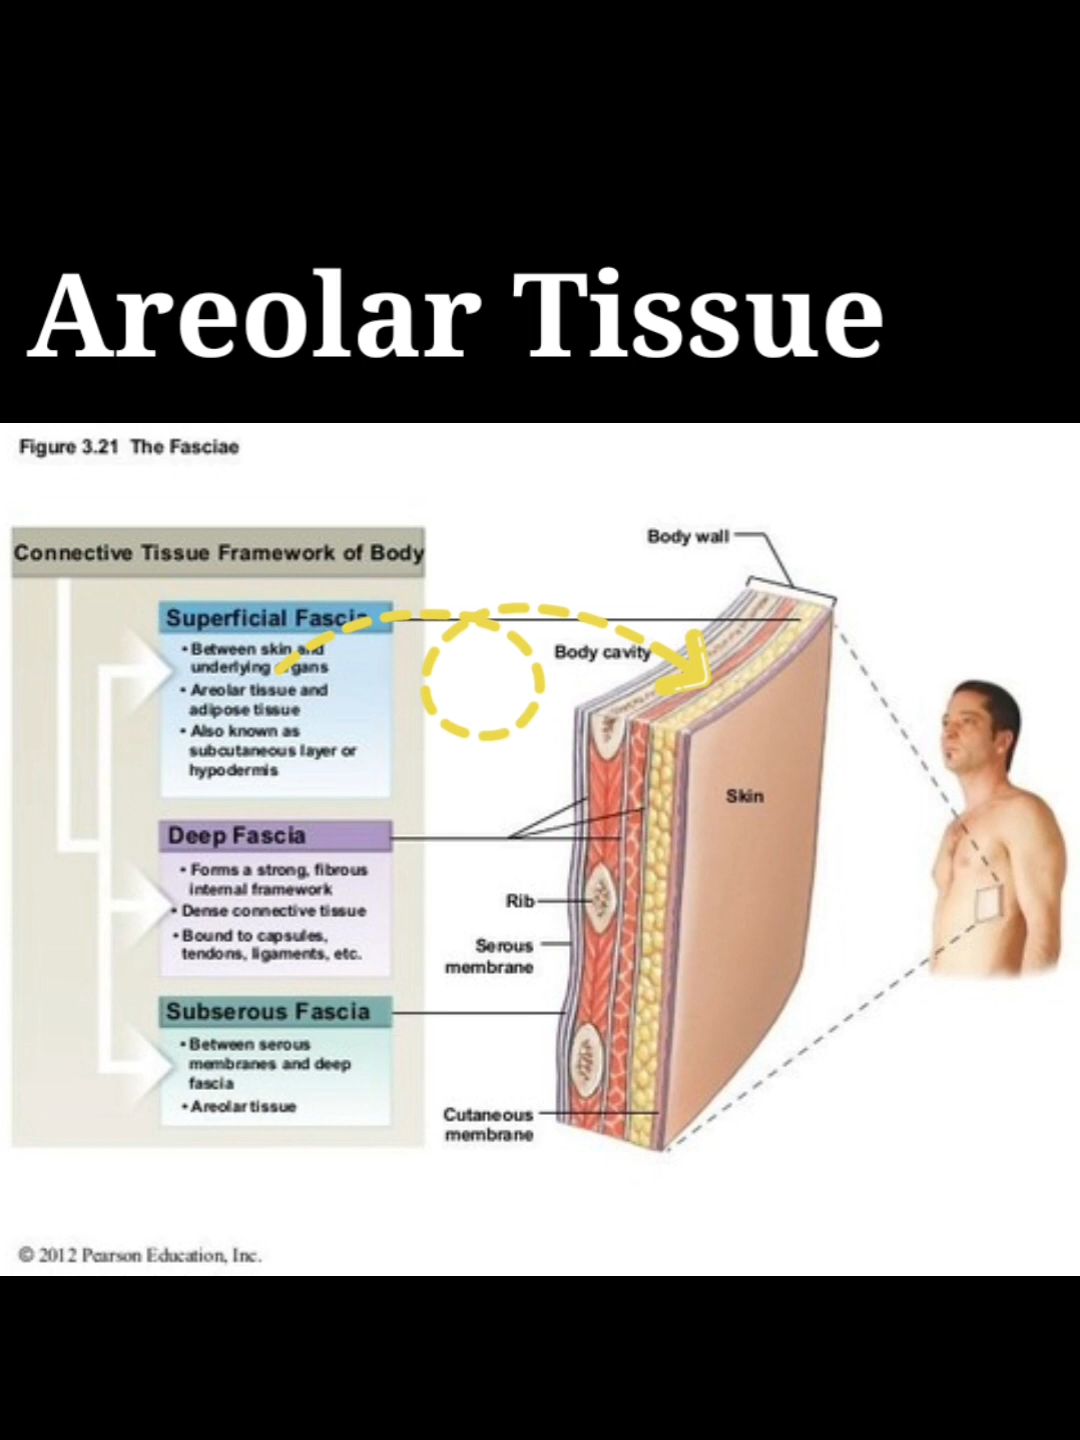 Areolar Tissue
Figure 3.21 The Fasciae
Connective Tissue Framework of Body
Superficial Fascia
• Between skin and
underlying organs
• Areolar tissue and
adipose tissue
• Also known as
subcutaneous layer or
hypodermis
Deep Fascia
• Forms a strong, fibrous
internal framework
• Dense connective tissue
• Bound to capsules,
tendons, ligaments, etc.
Subserous Fascia
• Between serous
membranes and deep
fascia
• Areolar tissue
Body wall
Body cavity
Skin
Rib
Serous
membrane
Cutaneous
membrane
© 2012 Pearson Education, Inc.